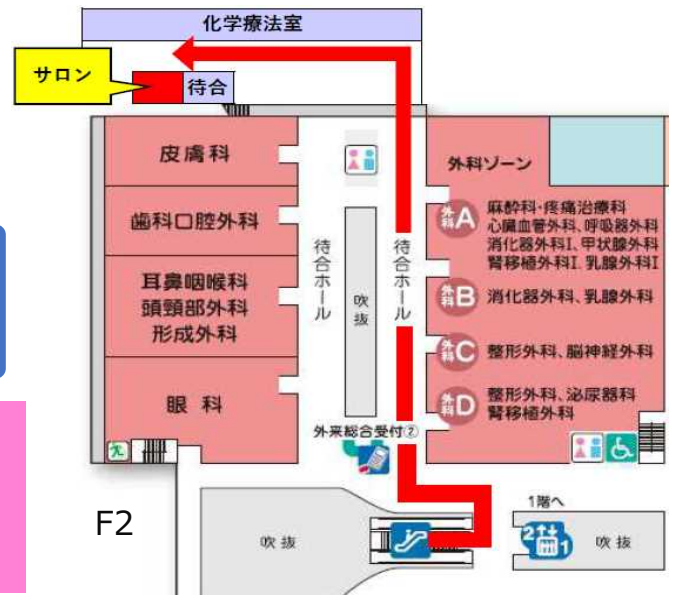 化学療法室
サロン
待合
皮膚科
外科ゾーン
歯科口腔外科
外科A
麻酔科・疼痛治療科
心臓血管外科、呼吸器外科
消化器外科I、甲状腺外科
腎移植外科I. 乳腺外科I
耳鼻咽喉科
頭頸部外科
形成外科
待合ホール
吹抜
待合ホール
外科B
消化器外科、乳腺外科
外科C
整形外科、脳神経外科
眼科
外科D
整形外科、泌尿器科
腎移植外科
外来総合受付②
F2
吹抜
1階へ
2
1
吹抜